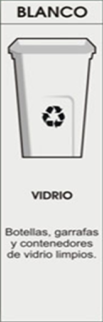 BLANCO
VIDRIO
Botellas, garrafas
y contenedores
de vidrio limpios.